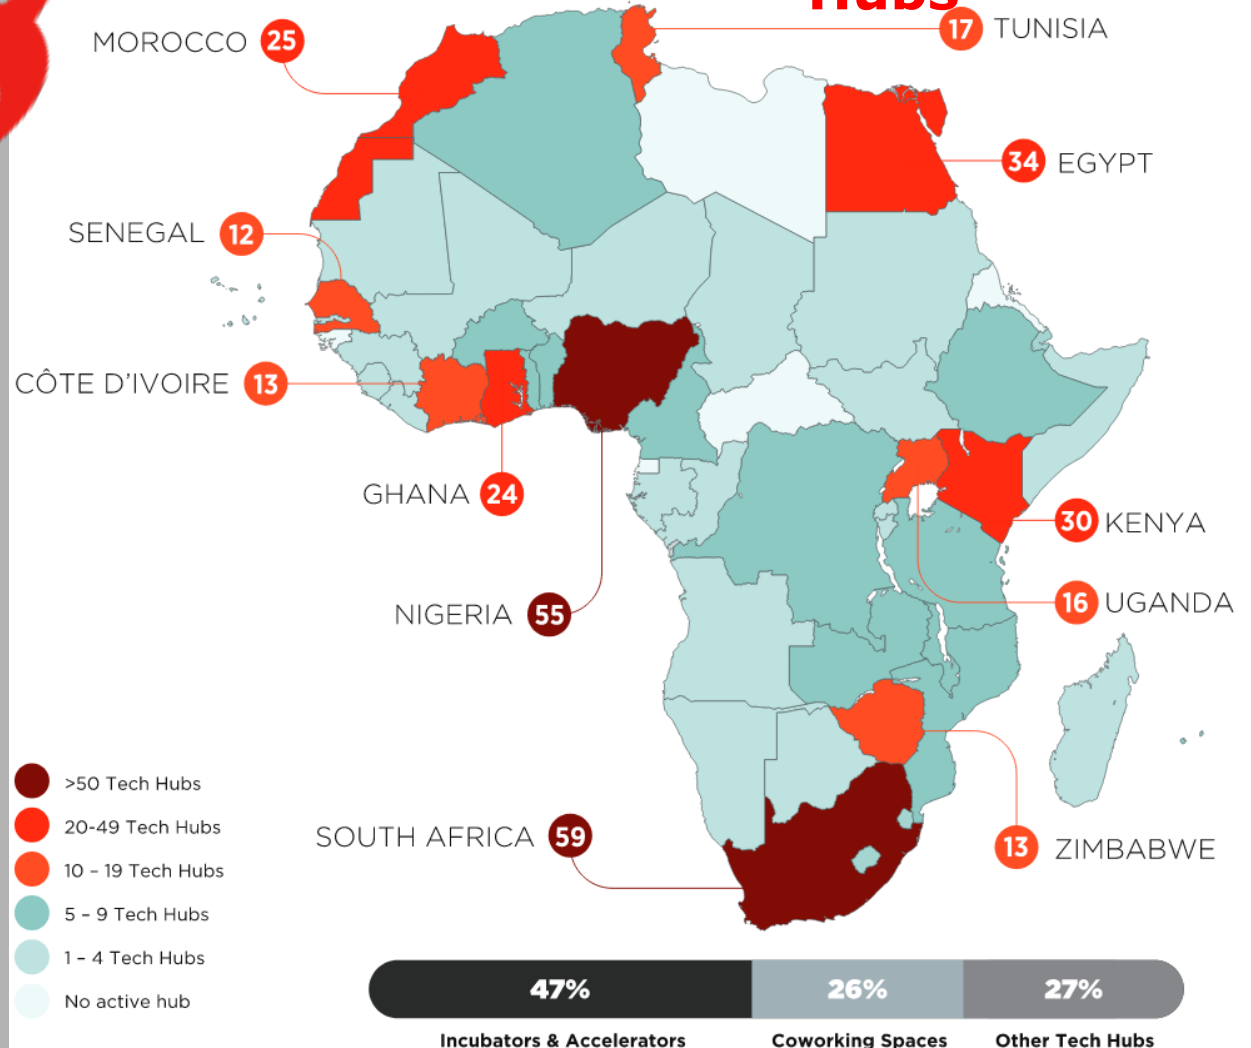 Hubs
MOROCCO 25
17 TUNISIA
34 EGYPT
SENEGAL 12
CÔTE D'IVOIRE 13
GHANA 24
30 KENYA
NIGERIA 55
16 UGANDA
>50 Tech Hubs
20-49 Tech Hubs
10 – 19 Tech Hubs
5 – 9 Tech Hubs
1 – 4 Tech Hubs
No active hub
SOUTH AFRICA 59
13 ZIMBABWE
47% 26% 27%
Incubators & Accelerators Coworking Spaces Other Tech Hubs